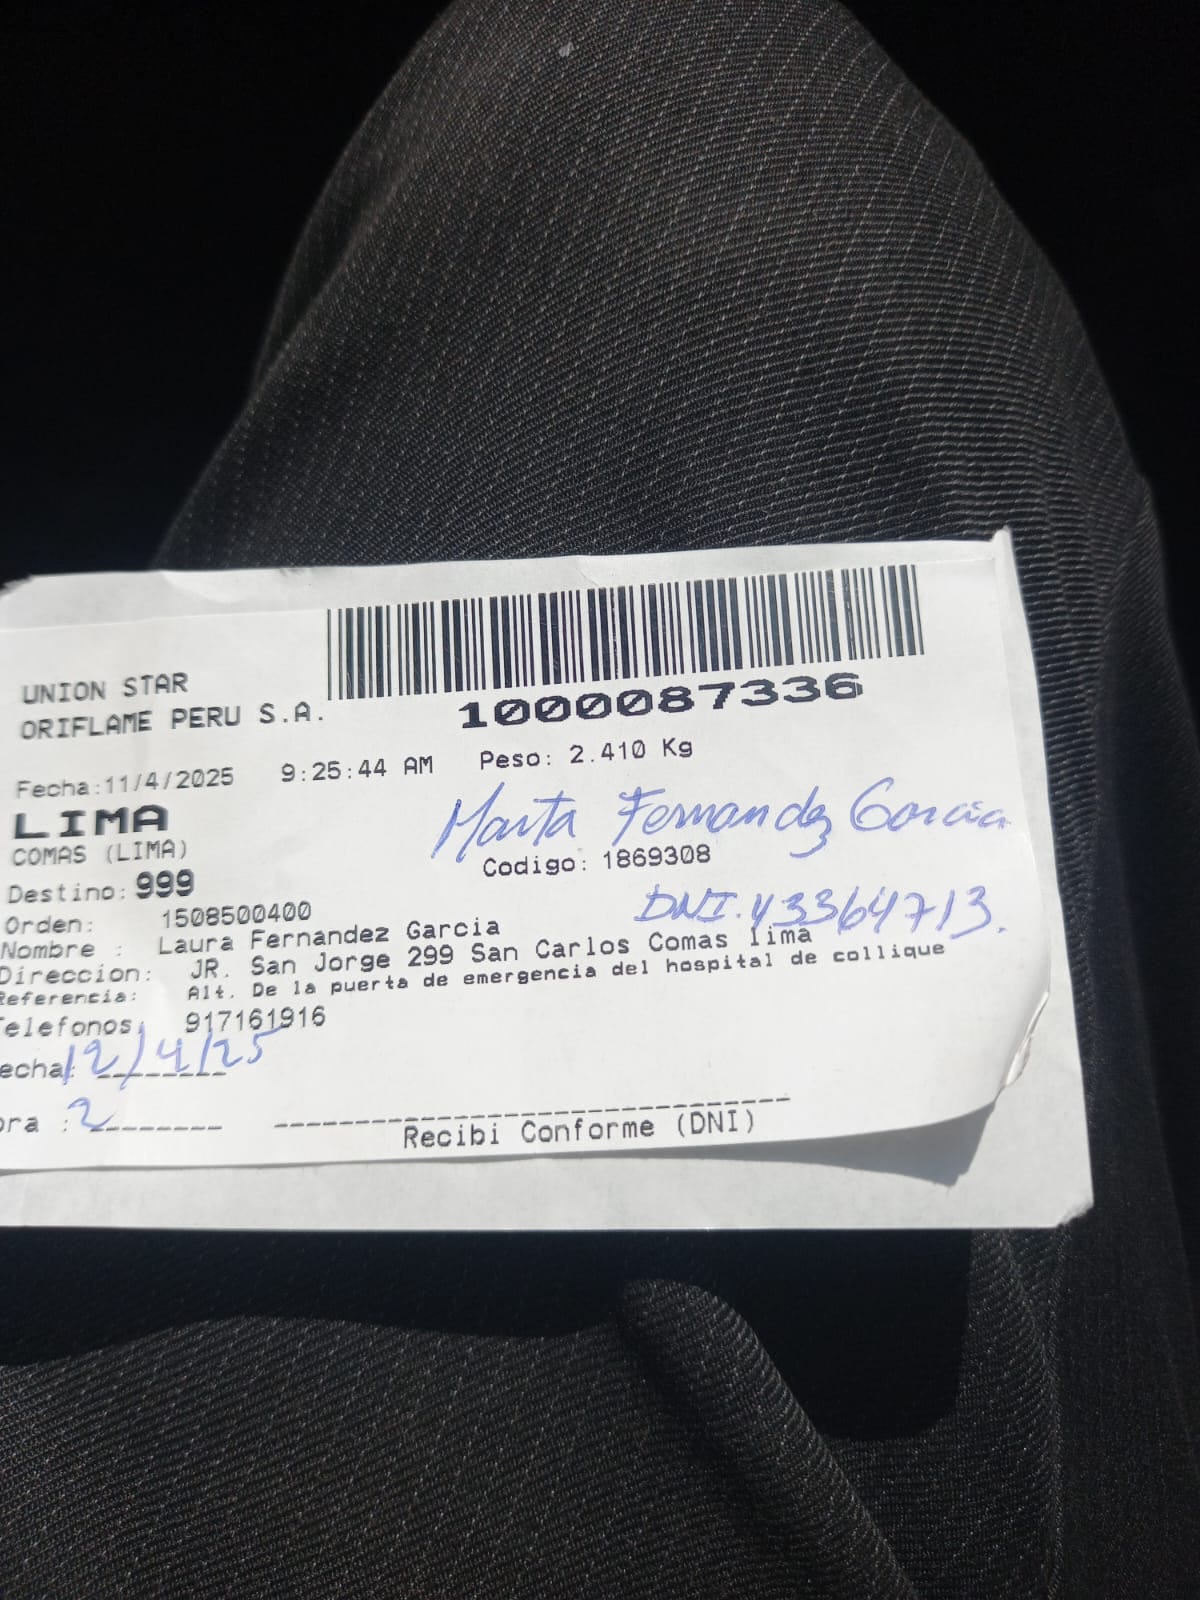 UNION STAR
ORIFLAME PERU S.A.
1000087336
Fecha:11/4/2025 9:25:44 AM Peso: 2.410 Kg
LIMA
Marta Fernandez Garcia
COMAS (LIMA)
Codigo: 1869308
Destino: 999
DNI. 43364713.
Orden: 1508500400
Nombre : Laura Fernandez Garcia
Direccion: JR. San Jorge 299 San Carlos Comas lima
Referencia: Alt. De la puerta de emergencia del hospital de collique
Telefonos: 917161916
echa: 12/4/25
ora : 2
Recibi Conforme (DNI)